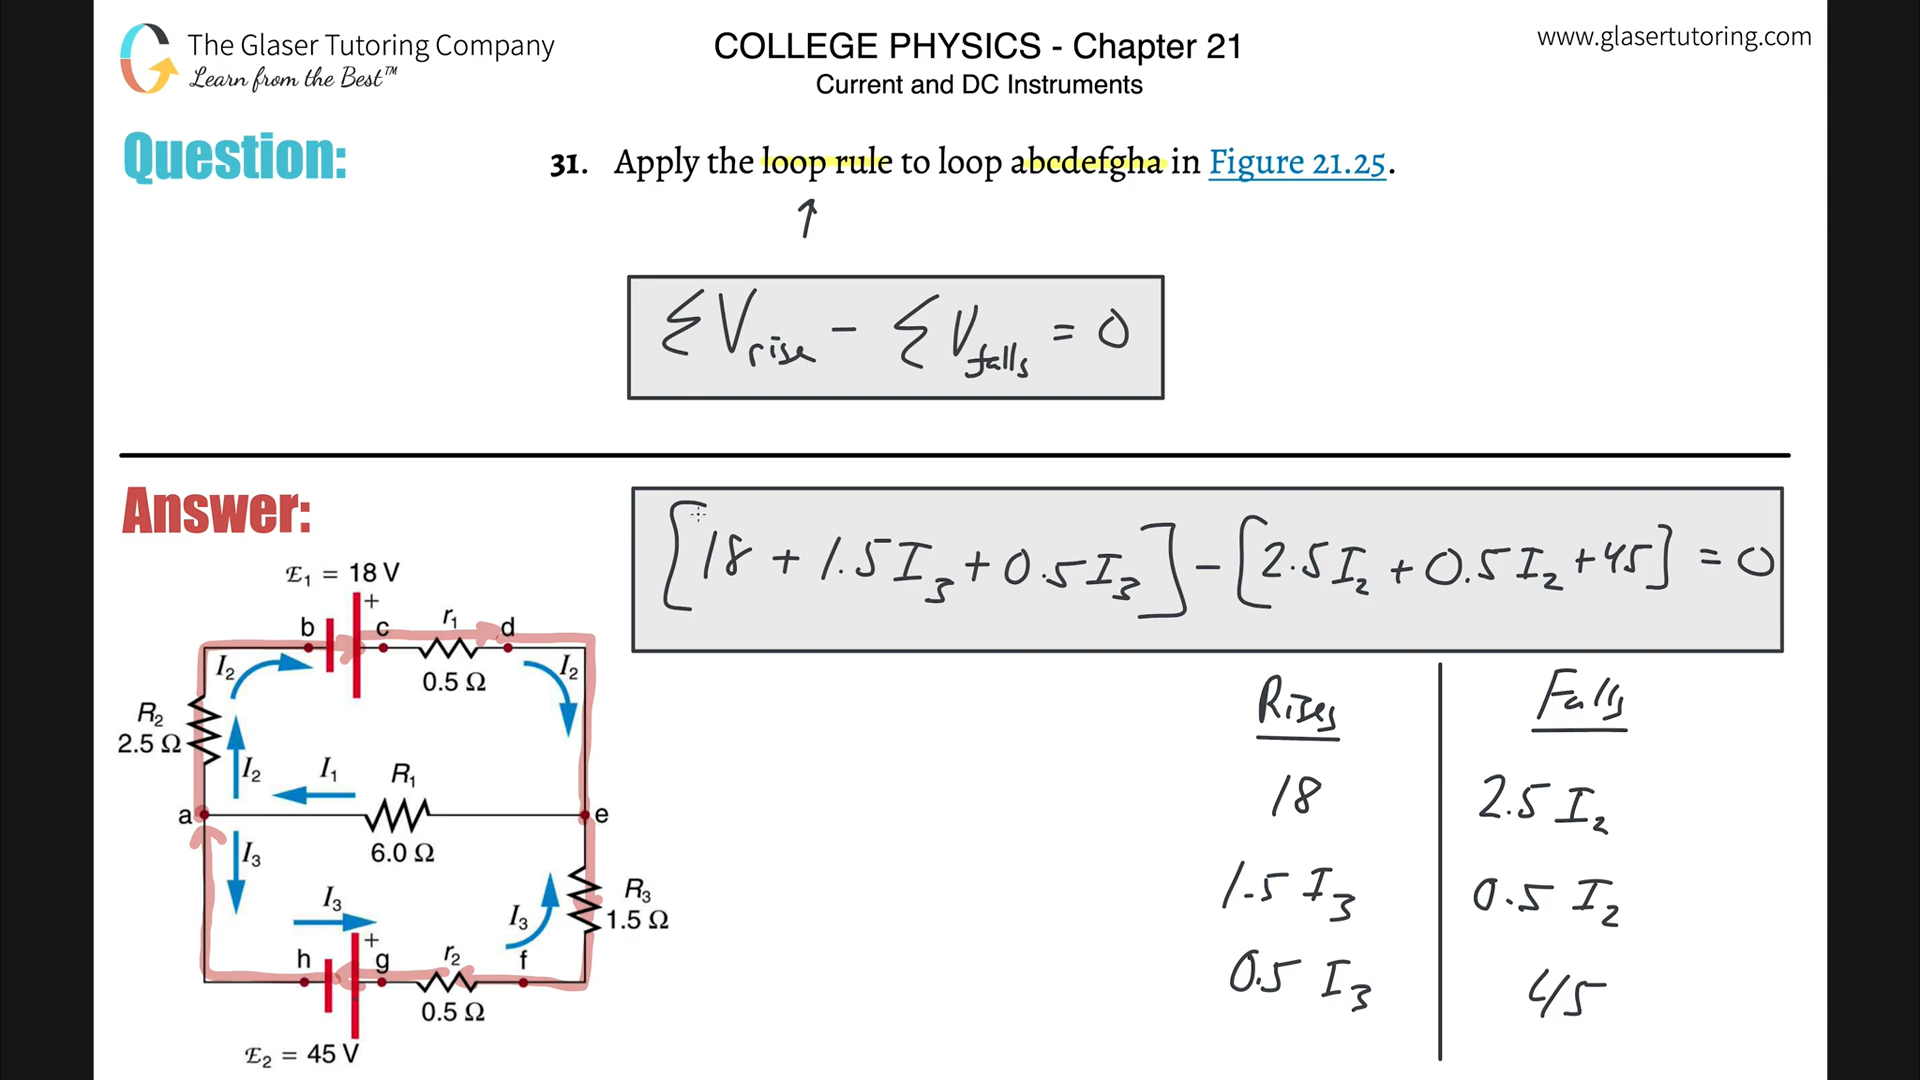 The Glaser Tutoring Company
Learn from the Best™
COLLEGE PHYSICS - Chapter 21
Current and DC Instruments
www.glasertutoring.com
Question:
31. Apply the loop rule to loop abcdefgha in Figure 21.25.
↑
ΣV_rise - ΣV_falls = 0
Answer:
[18 + 1.5I₃ + 0.5I₃] - [2.5I₂ + 0.5I₂ + 45] = 0
ℰ₁ = 18 V
+
b c r₁ d
I₂ 0.5 Ω I₂
R₂
2.5 Ω
I₂ I₁ R₁
a e
6.0 Ω
I₃
I₃ I₃ R₃
1.5 Ω
+
h g r₂ f
0.5 Ω
ℰ₂ = 45 V
Rises Falls
18 2.5 I₂
1.5 I₃ 0.5 I₂
0.5 I₃ 45